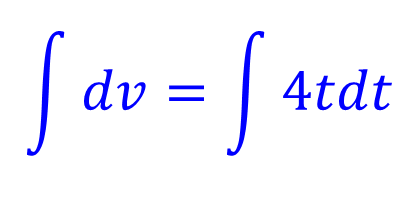 ∫ dv = ∫ 4tdt